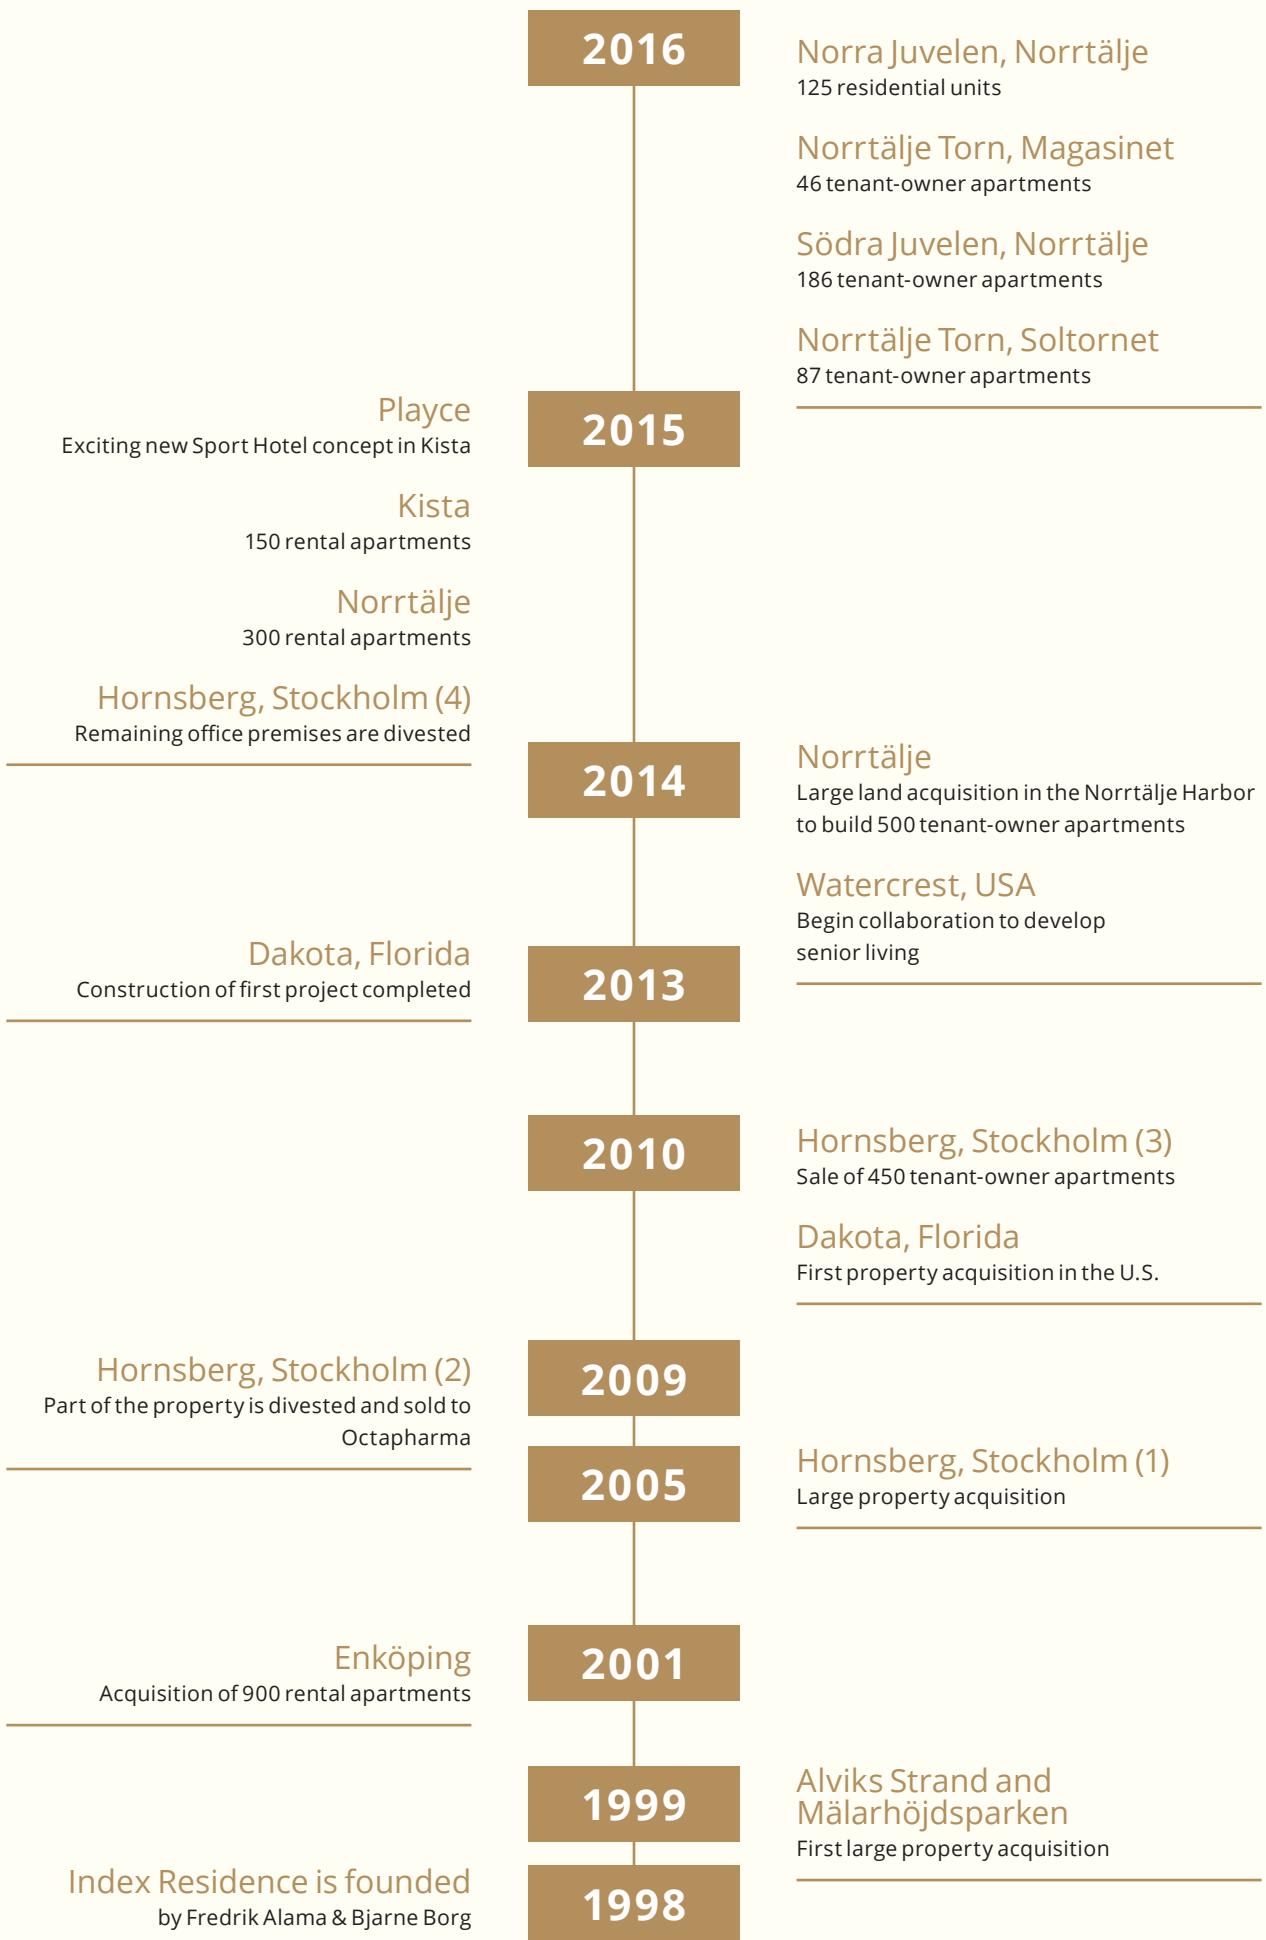 2016
Norra Juvelen, Norrtälje
125 residential units
Norrtälje Torn, Magasinet
46 tenant-owner apartments
Södra Juvelen, Norrtälje
186 tenant-owner apartments
Norrtälje Torn, Soltornet
87 tenant-owner apartments
2015
Playce
Exciting new Sport Hotel concept in Kista
Kista
150 rental apartments
Norrtälje
300 rental apartments
Hornsberg, Stockholm (4)
Remaining office premises are divested
2014
Norrtälje
Large land acquisition in the Norrtälje Harbor
to build 500 tenant-owner apartments
Watercrest, USA
Begin collaboration to develop
senior living
2013
Dakota, Florida
Construction of first project completed
2010
Hornsberg, Stockholm (3)
Sale of 450 tenant-owner apartments
Dakota, Florida
First property acquisition in the U.S.
2009
Hornsberg, Stockholm (2)
Part of the property is divested and sold to
Octapharma
2005
Hornsberg, Stockholm (1)
Large property acquisition
2001
Enköping
Acquisition of 900 rental apartments
1999
Alviks Strand and
Mälarhöjdsparken
First large property acquisition
1998
Index Residence is founded
by Fredrik Alama & Bjarne Borg